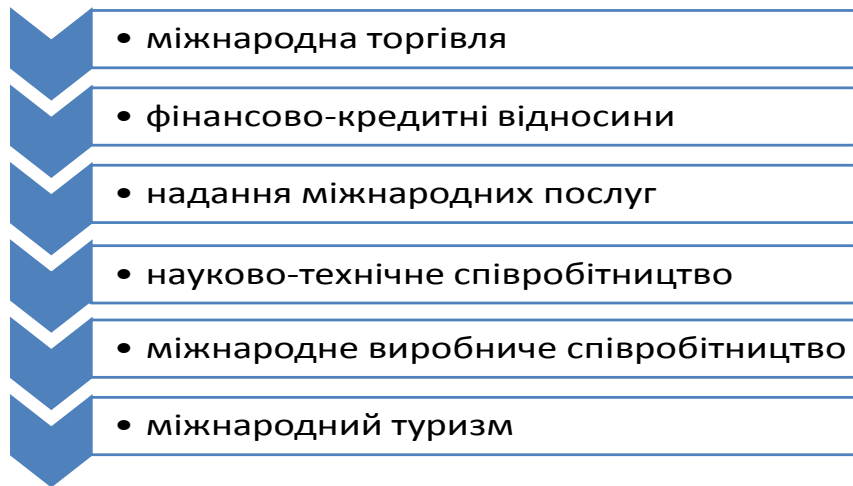 • міжнародна торгівля
• фінансово-кредитні відносини
• надання міжнародних послуг
• науково-технічне співробітництво
• міжнародне виробниче співробітництво
• міжнародний туризм